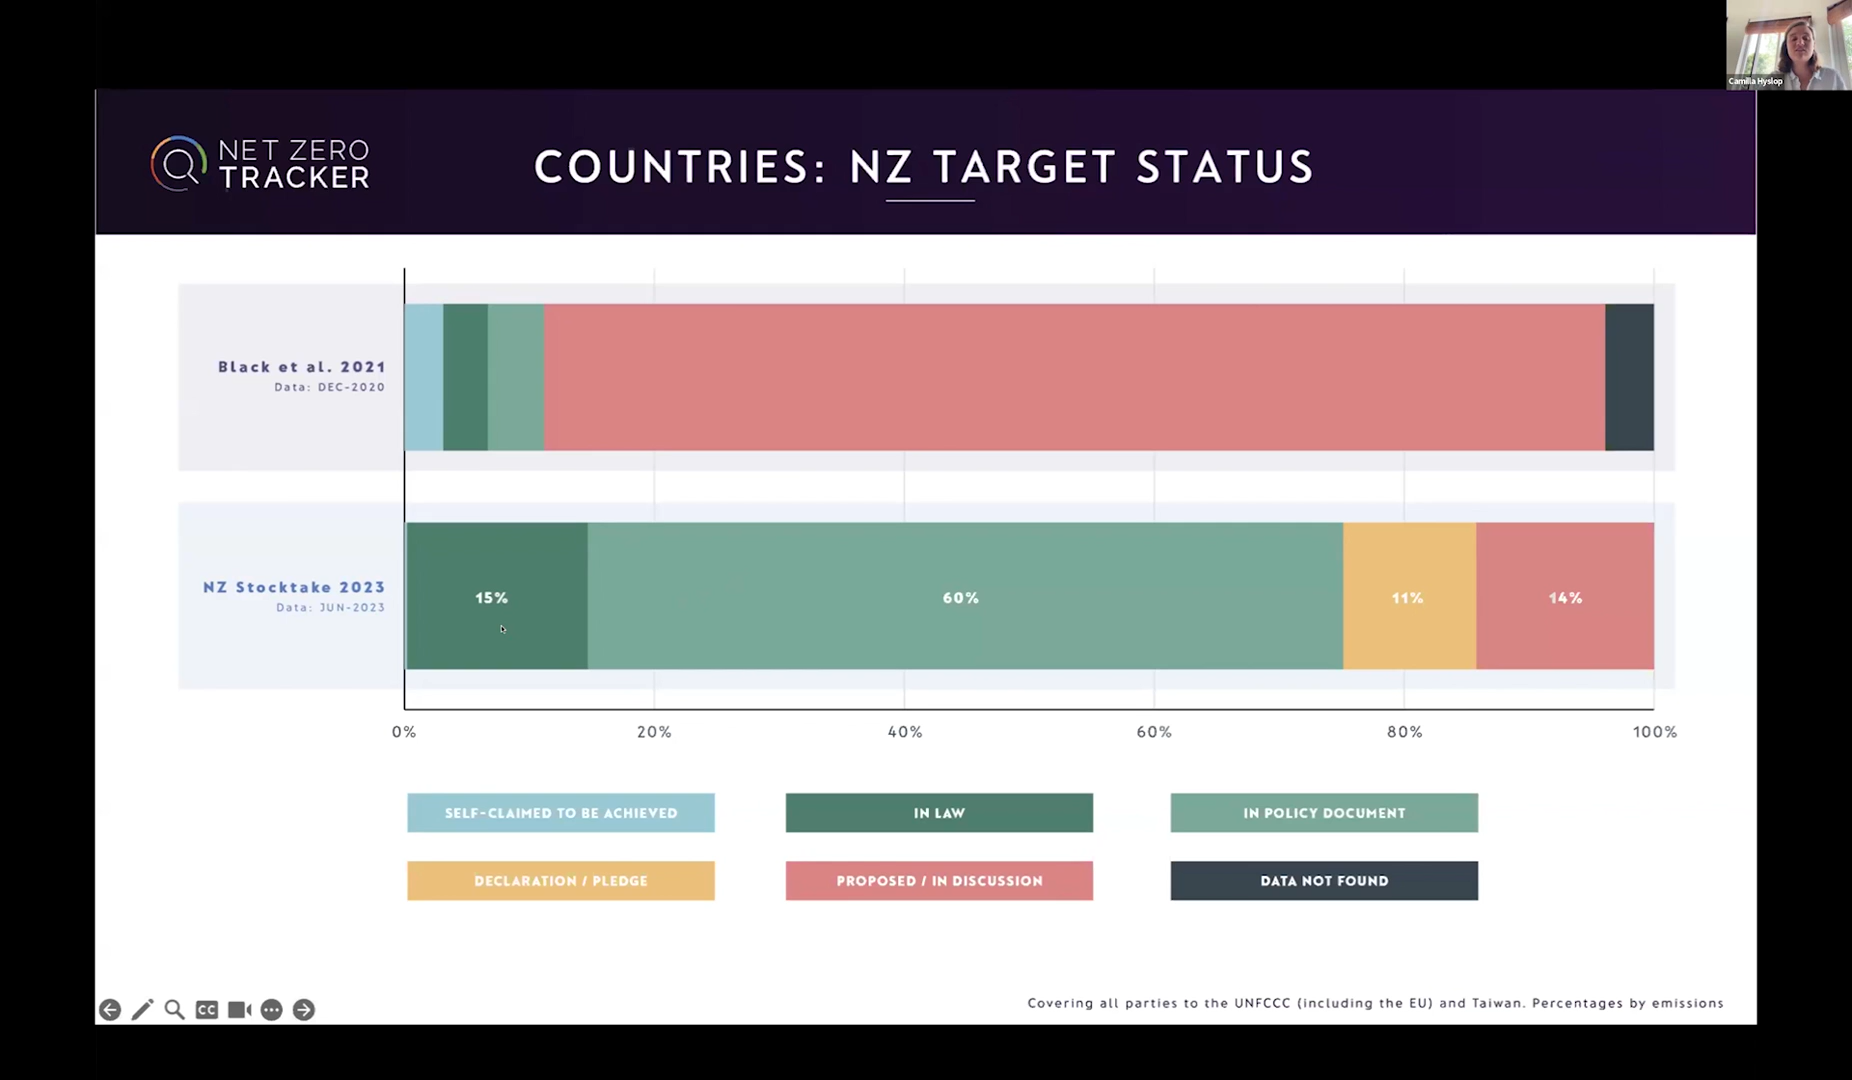 Camilla Hyslop
NET ZERO
TRACKER
COUNTRIES: NZ TARGET STATUS
Black et al. 2021
Data: DEC-2020
NZ Stocktake 2023
Data: JUN-2023
15%
60%
11%
14%
0%
20%
40%
60%
80%
100%
SELF-CLAIMED TO BE ACHIEVED
IN LAW
IN POLICY DOCUMENT
DECLARATION / PLEDGE
PROPOSED / IN DISCUSSION
DATA NOT FOUND
CC
Covering all parties to the UNFCCC (including the EU) and Taiwan. Percentages by emissions